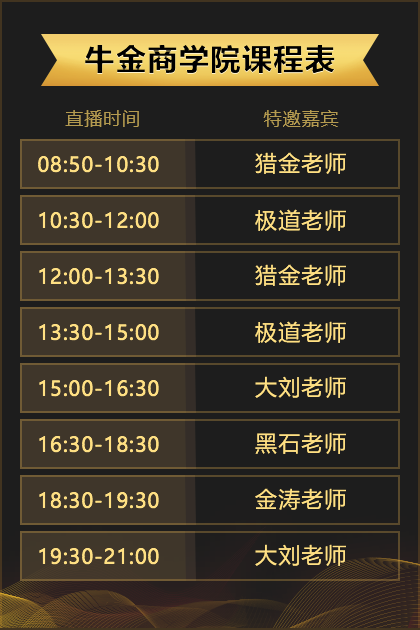 牛金商学院课程表
直播时间 特邀嘉宾
08:50-10:30 猎金老师
10:30-12:00 极道老师
12:00-13:30 猎金老师
13:30-15:00 极道老师
15:00-16:30 大刘老师
16:30-18:30 黑石老师
18:30-19:30 金涛老师
19:30-21:00 大刘老师